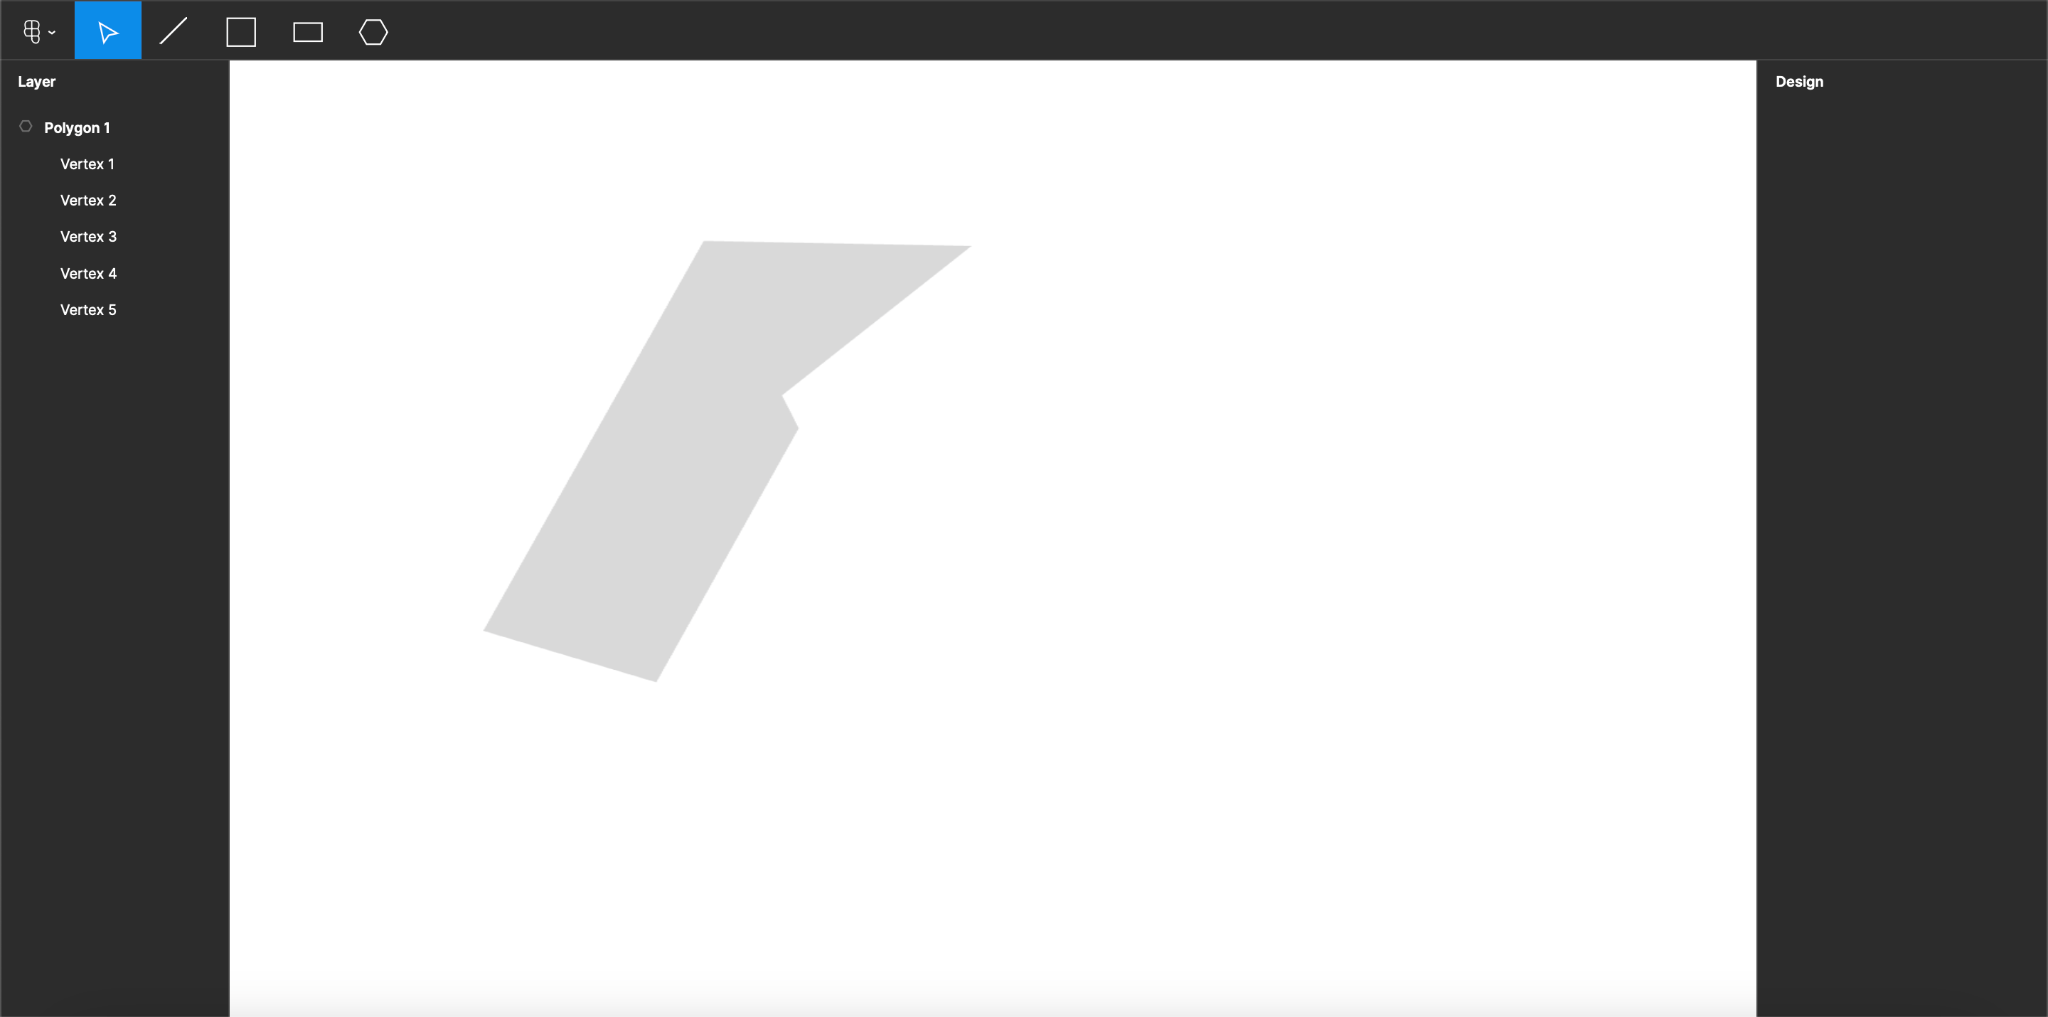 Layer
Design
Polygon 1
Vertex 1
Vertex 2
Vertex 3
Vertex 4
Vertex 5